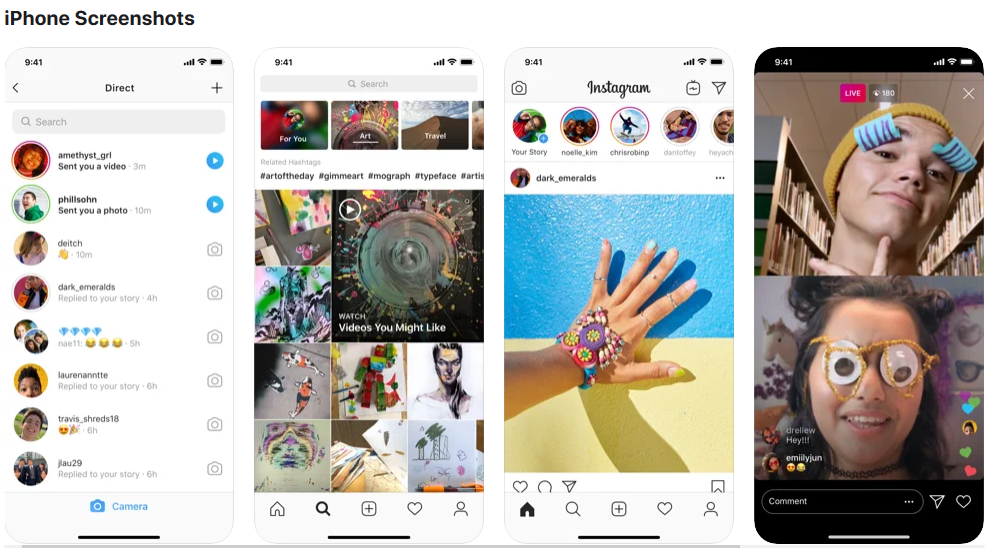 iPhone Screenshots
9:41
Direct
Search
amethyst_grl
Sent you a video · 3m
phillsohn
Sent you a photo · 10m
deitch
👋 · 10m
dark_emeralds
Replied to your story · 4h
💎💎💎💎
nae11: 😂😂😂 · 5h
laurenanntte
Replied to your story · 6h
travis_shreds18
😍🎉 · 6h
jlau29
Replied to your story · 6h
Camera
9:41
Search
For You
Art
Travel
Related Hashtags
#artoftheday #gimmeart #mograph #typeface #artis
WATCH
Videos You Might Like
9:41
Instagram
Your Story
noelle_kim
chrisrobinp
dantoffey
heyach
dark_emeralds
9:41
LIVE
180
drellew
Hey!!!
emiilyjun
😍😂
Comment